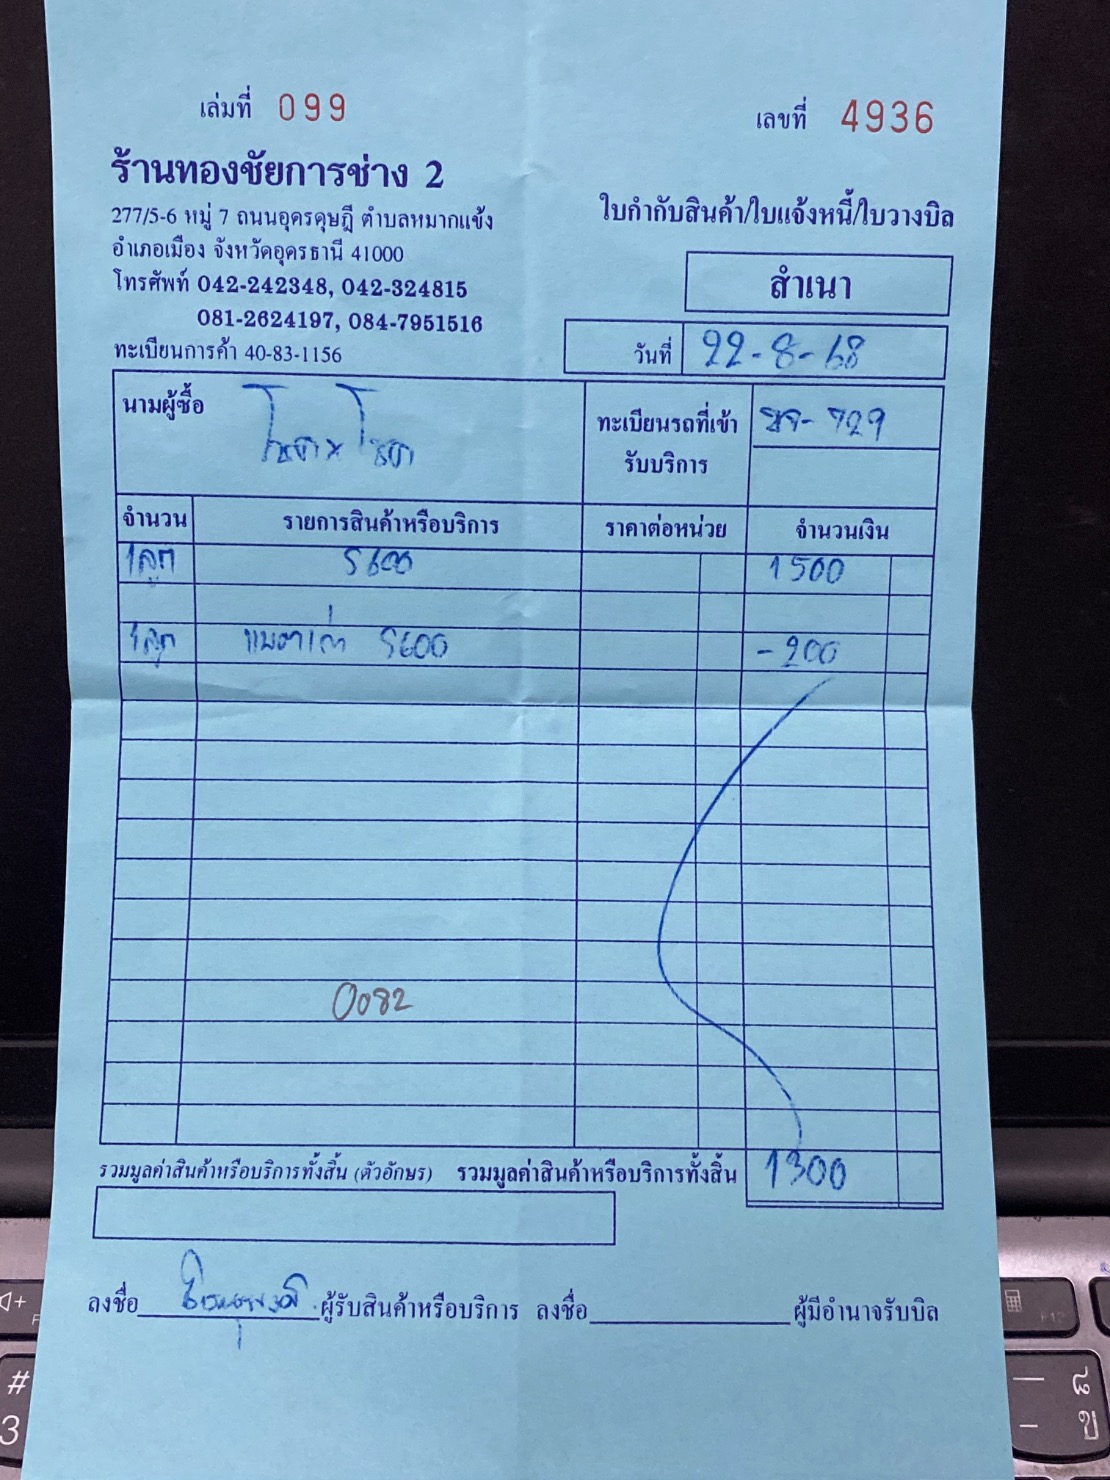 เล่มที่ 099
เลขที่ 4936
ร้านทองชัยการช่าง 2
277/5-6 หมู่ 7 ถนนอุดรดุษฎี ตำบลหมากแข้ง
อำเภอเมือง จังหวัดอุดรธานี 41000
โทรศัพท์ 042-242348, 042-324815
081-2624197, 084-7951516
ทะเบียนการค้า 40-83-1156
ใบกำกับสินค้า/ใบแจ้งหนี้/ใบวางบิล
สำเนา
วันที่ 22-8-68
นามผู้ซื้อ
ทะเบียนรถที่เข้า
รับบริการ
จำนวน รายการสินค้าหรือบริการ ราคาต่อหน่วย จำนวนเงิน
1ลูก S600 1500
1ลูก แบตเก่า S600 -200
0082
รวมมูลค่าสินค้าหรือบริการทั้งสิ้น (ตัวอักษร) รวมมูลค่าสินค้าหรือบริการทั้งสิ้น 1300
ลงชื่อ ผู้รับสินค้าหรือบริการ ลงชื่อ ผู้มีอำนาจรับบิล
#
3
F12